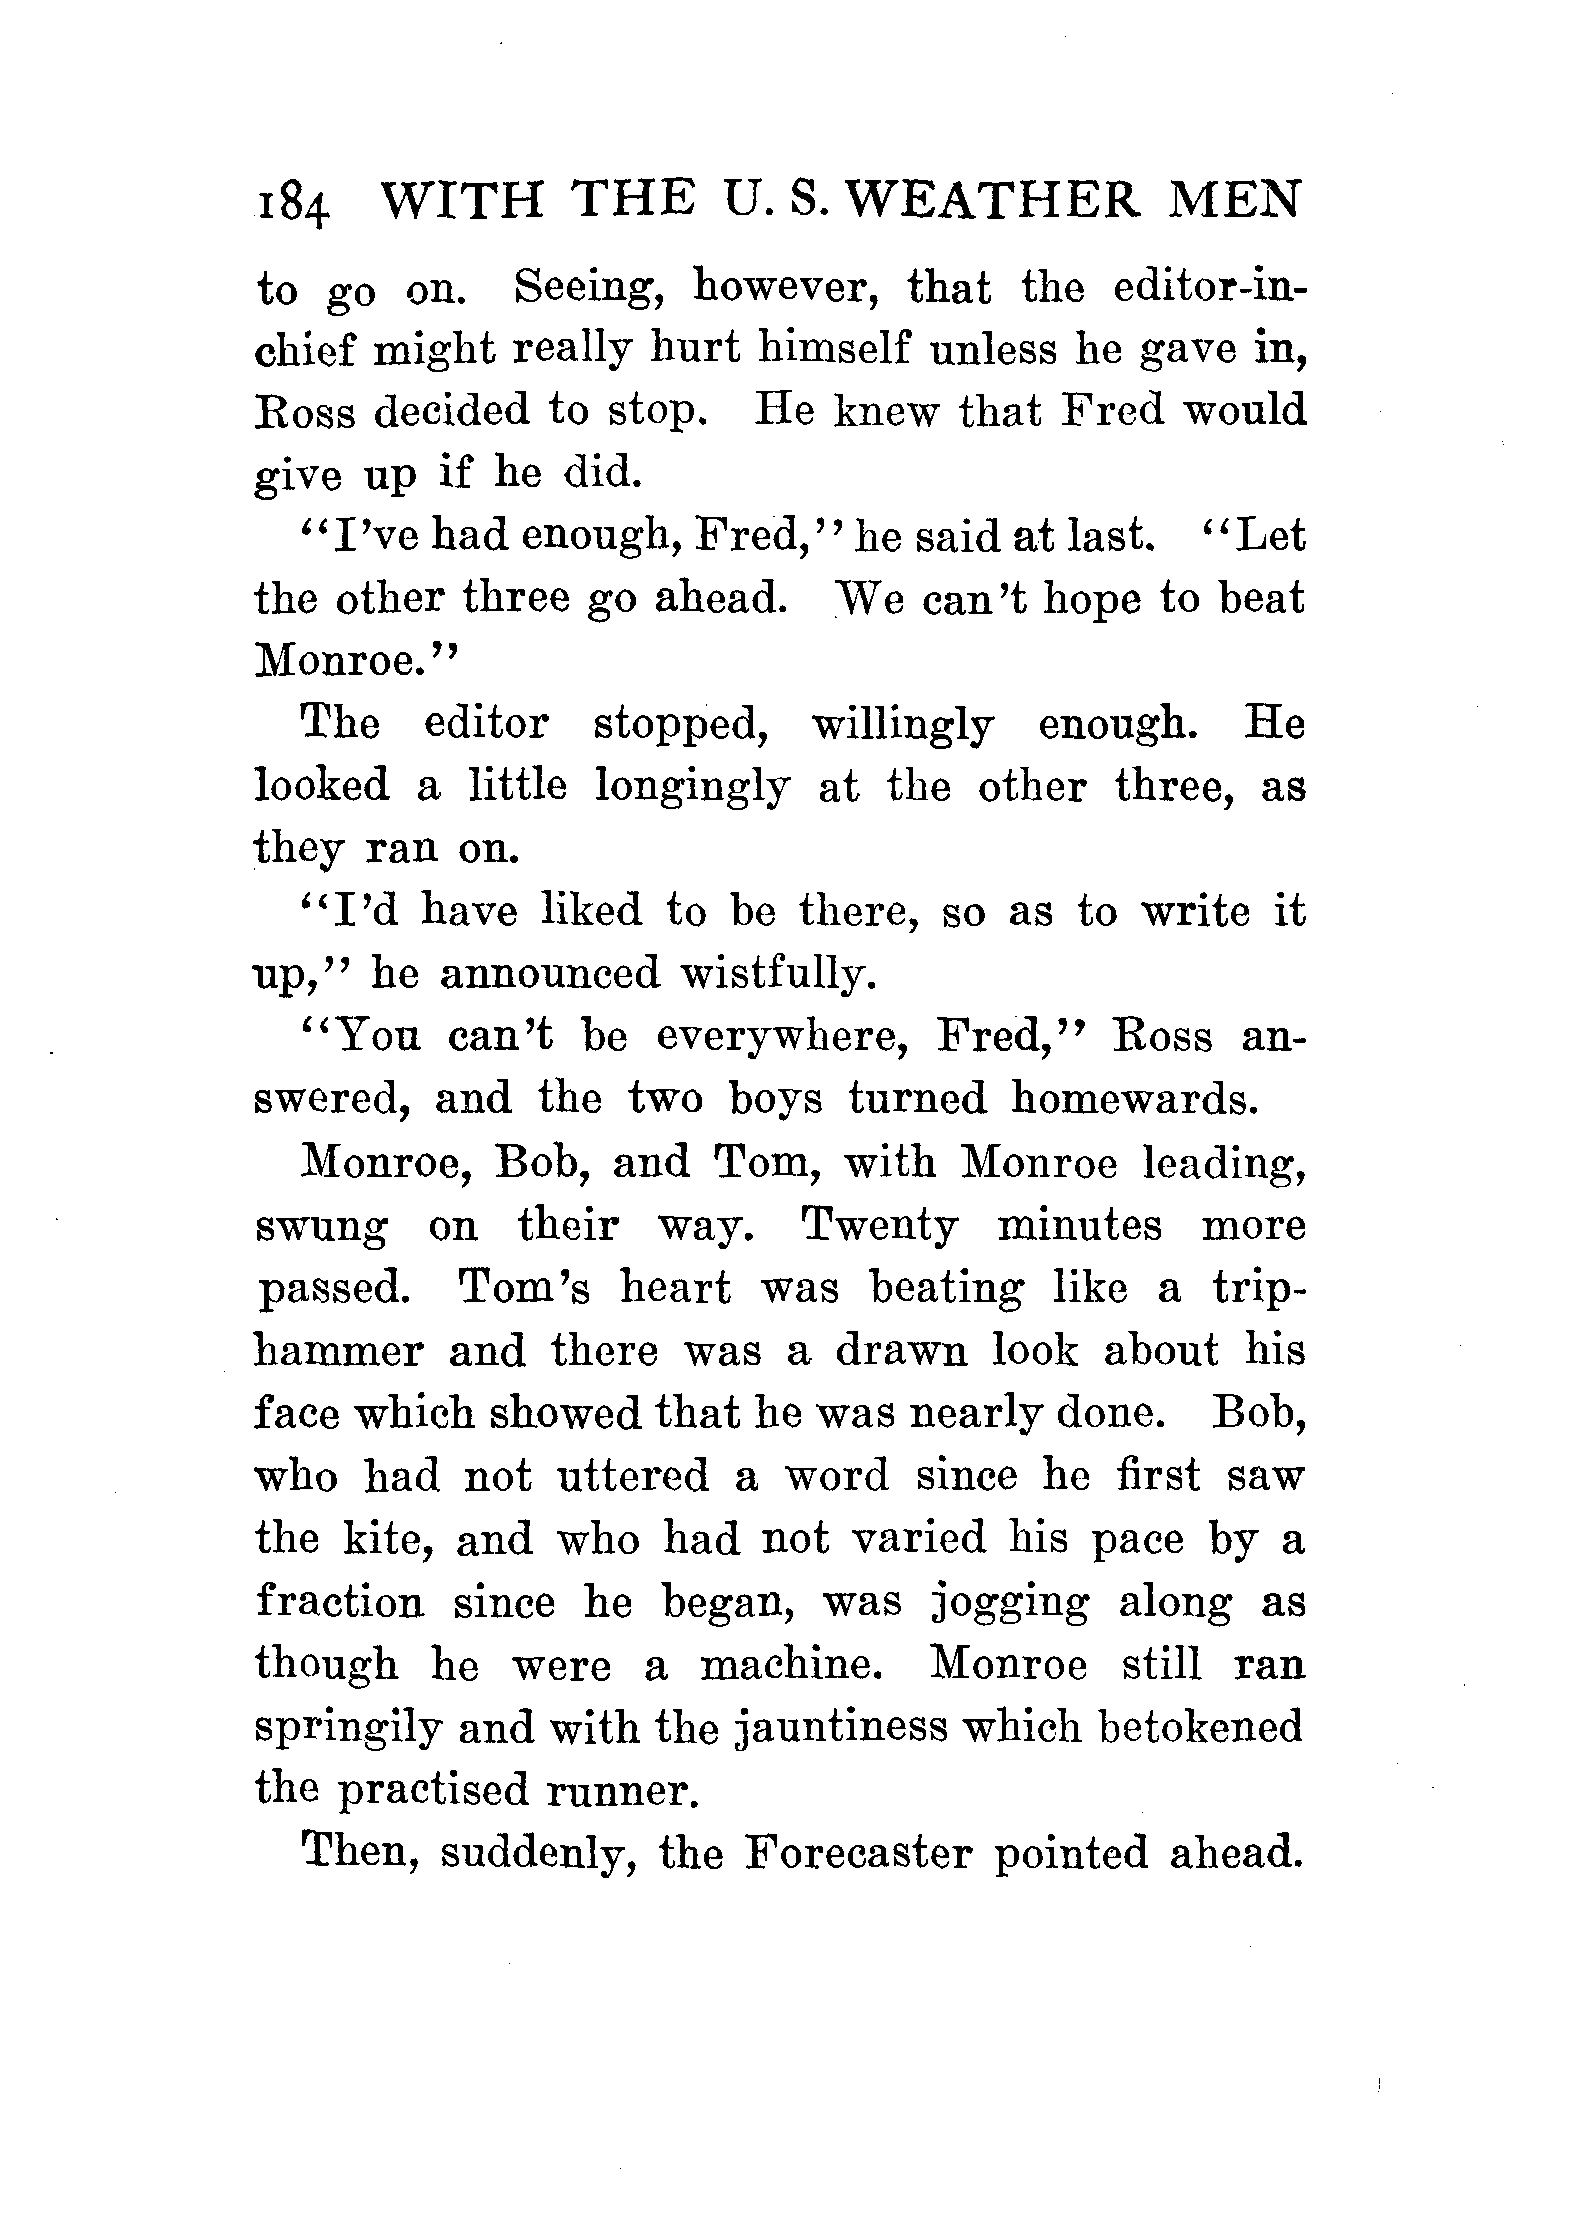 184 WITH THE U. S. WEATHER MEN
to go on. Seeing, however, that the editor-in-
chief might really hurt himself unless he gave in,
Ross decided to stop. He knew that Fred would
give up if he did.
"I've had enough, Fred," he said at last. "Let
the other three go ahead. We can't hope to beat
Monroe."
The editor stopped, willingly enough. He
looked a little longingly at the other three, as
they ran on.
"I'd have liked to be there, so as to write it
up," he announced wistfully.
"You can't be everywhere, Fred," Ross an-
swered, and the two boys turned homewards.
Monroe, Bob, and Tom, with Monroe leading,
swung on their way. Twenty minutes more
passed. Tom's heart was beating like a trip-
hammer and there was a drawn look about his
face which showed that he was nearly done. Bob,
who had not uttered a word since he first saw
the kite, and who had not varied his pace by a
fraction since he began, was jogging along as
though he were a machine. Monroe still ran
springily and with the jauntiness which betokened
the practised runner.
Then, suddenly, the Forecaster pointed ahead.